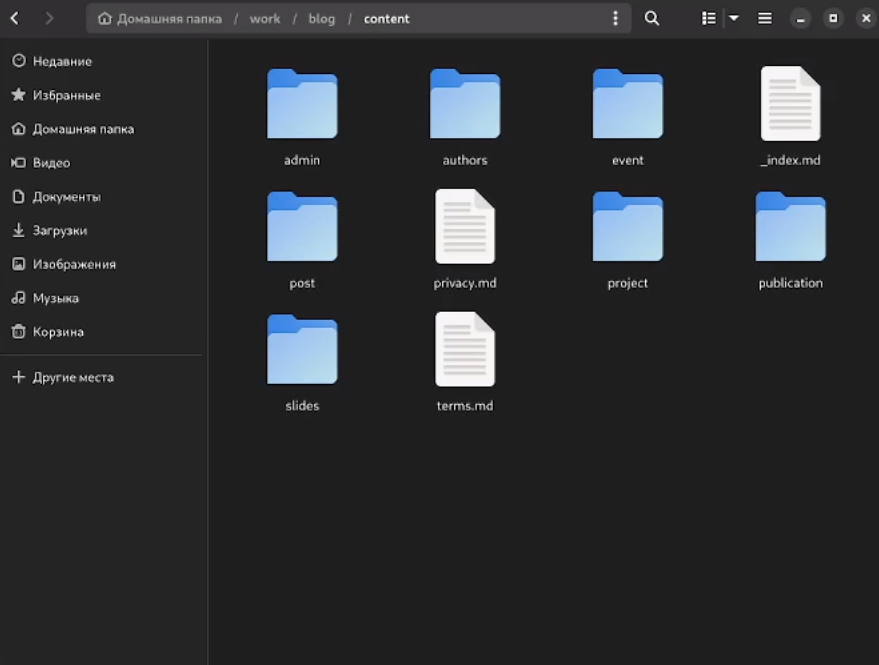 Домашняя папка / work / blog / content
Недавние
Избранные
Домашняя папка
Видео
Документы
Загрузки
Изображения
Музыка
Корзина
Другие места
admin
authors
event
_index.md
post
privacy.md
project
publication
slides
terms.md